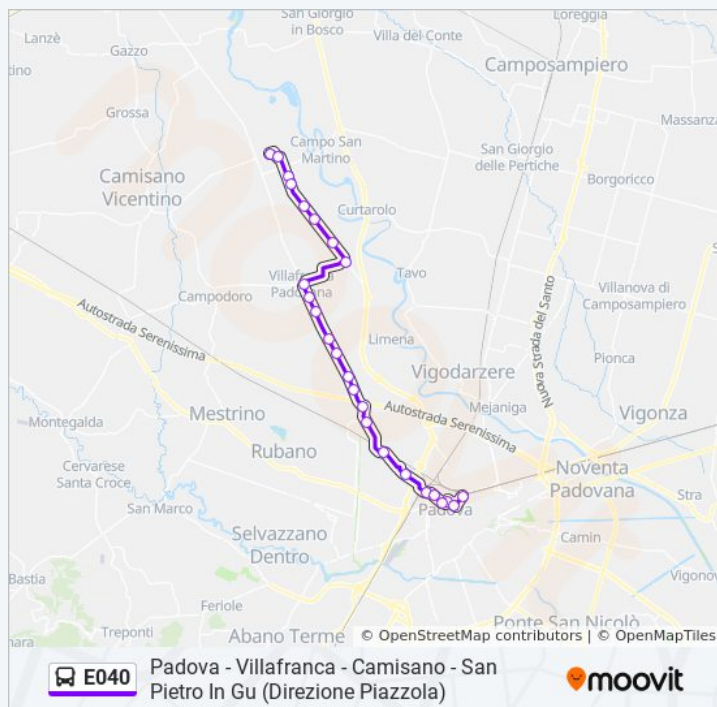 San Giorgio
in Bosco
Loreggia
Lanzè
Gazzo
Villa del Conte
Camposampiero
Grossa
Massanza
Campo San
Martino
San Giorgio
delle Pertiche
Camisano
Vicentino
Borgoricco
Curtarolo
Tavo
Campodoro
Villanova di
Camposampiero
Autostrada Serenissima
Limena
Nuova Strada del Santo
Vigodarzere
Pionca
Mestrino
Autostrada Serenissima
Mejaniga
Vigonza
Montegalda
Rubano
Cervarese
Santa Croce
Noventa
Padovana
Stra
San Marco
Padova
Selvazzano
Dentro
Camin
Vigonov
Bastia
Feriole
Treponti
Abano Terme
Ponte San Nicolò
© OpenStreetMap contributors | © OpenMapTiles
E040
Padova - Villafranca - Camisano - San
Pietro In Gu (Direzione Piazzola)
moovit